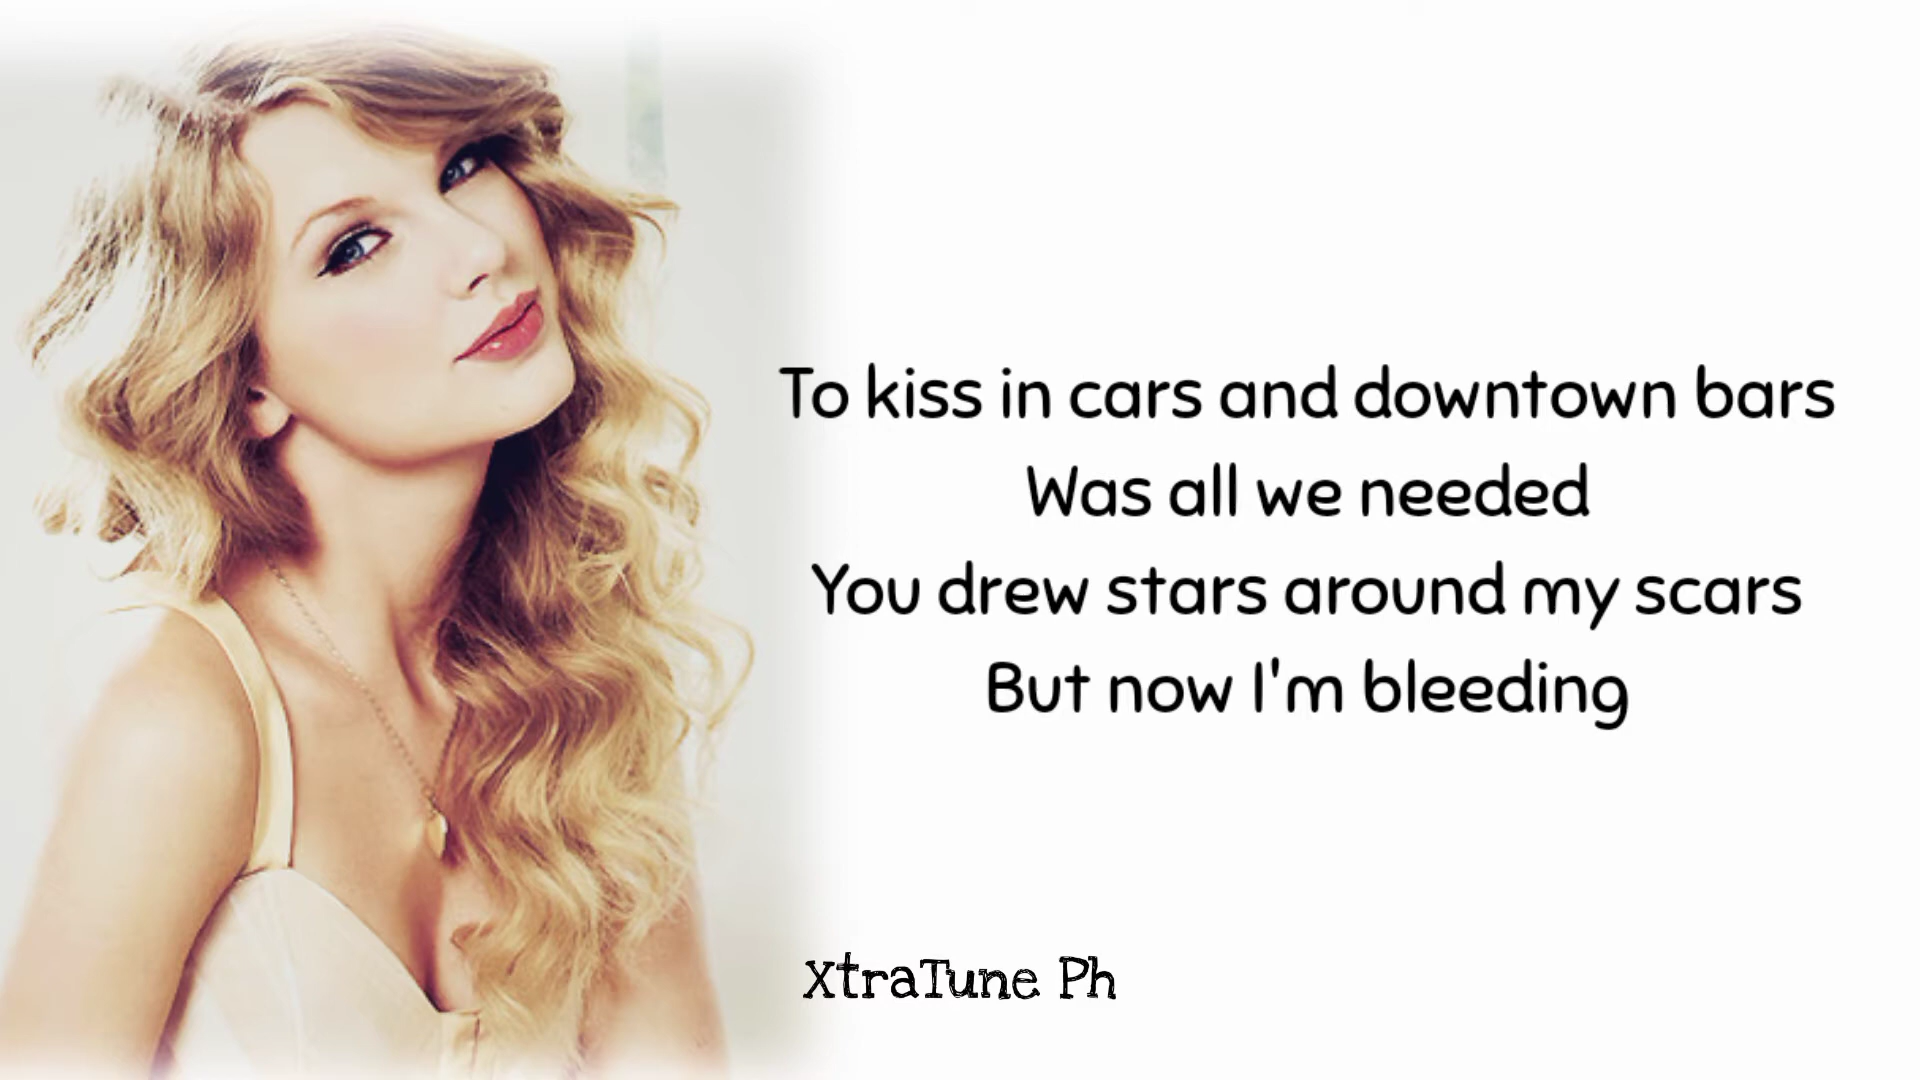 To kiss in cars and downtown bars
Was all we needed
You drew stars around my scars
But now I'm bleeding
XtraTune Ph